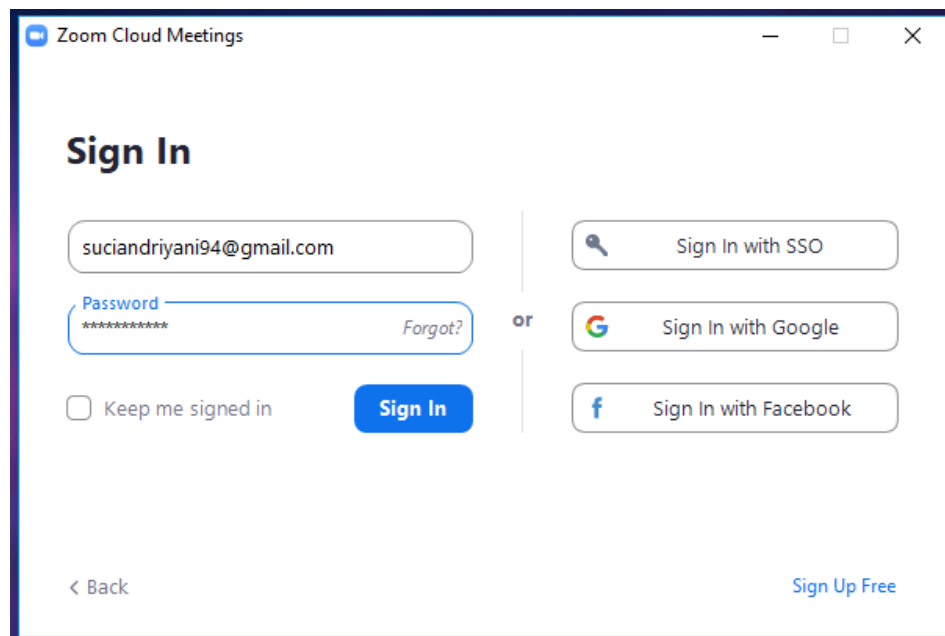 Zoom Cloud Meetings
Sign In
suciandriyani94@gmail.com
Password
*********** Forgot?
Keep me signed in
Sign In
or
Sign In with SSO
Sign In with Google
Sign In with Facebook
Back
Sign Up Free